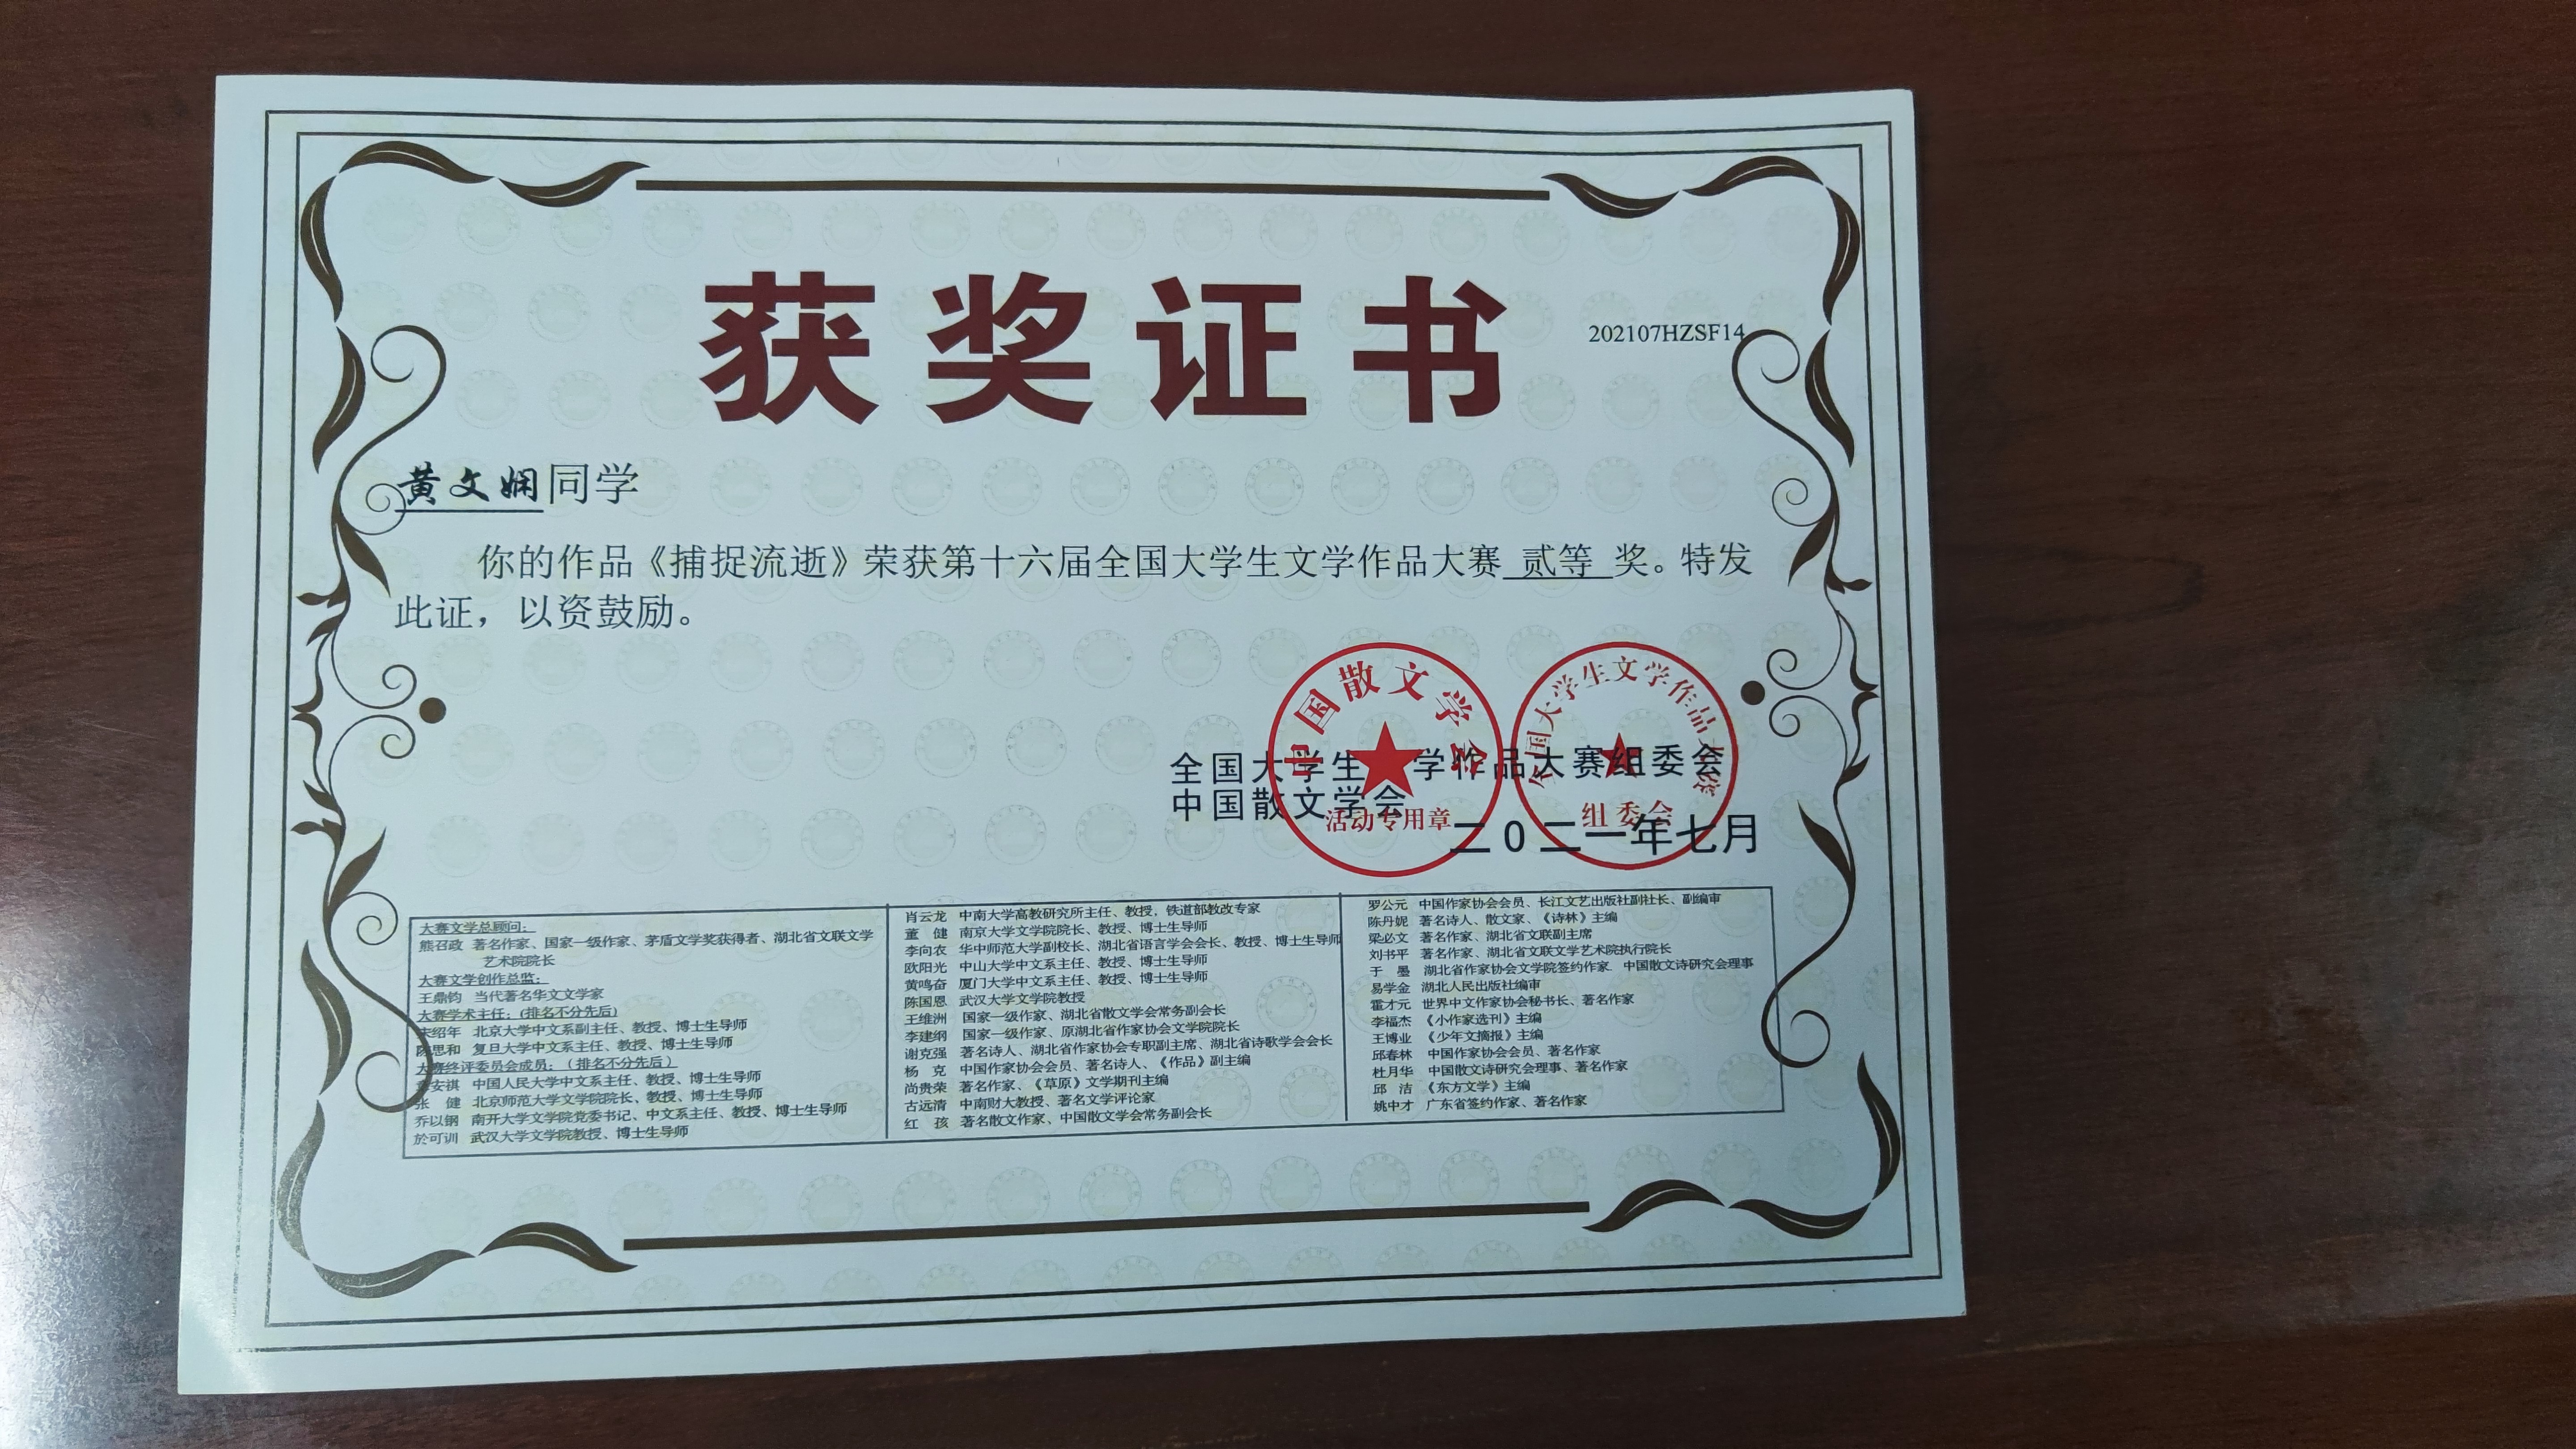 获奖证书
202107HZSF14
黄文娴同学
你的作品《捕捉流逝》荣获第十六届全国大学生文学作品大赛 贰等 奖。特发
此证，以资鼓励。
中国散文学会
活动专用章
全国大学生文学作品大赛
组委会
全国大学生文学作品大赛组委会
中国散文学会
二0二一年七月
大赛文学总顾问：
熊召政 著名作家、国家一级作家、茅盾文学奖获得者、湖北省文联文学
艺术院院长
大赛文学创作总监：
王鼎钧 当代著名华文文学家
大赛学术主任：(排名不分先后)
绍年 北京大学中文系副主任、教授、博士生导师
陈思和 复旦大学中文系主任、教授、博士生导师
大赛终评委员会成员：（排名不分先后）
安祺 中国人民大学中文系主任、教授、博士生导师
张 健 北京师范大学文学院院长、教授、博士生导师
乔以钢 南开大学文学院党委书记、中文系主任、教授、博士生导师
於可训 武汉大学文学院教授、博士生导师
肖云龙 中南大学高教研究所主任、教授，铁道部教改专家
董 健 南京大学文学院院长、教授、博士生导师
李向农 华中师范大学副校长、湖北省语言学会会长、教授、博士生导师
欧阳光 中山大学中文系主任、教授、博士生导师
黄鸣奋 厦门大学中文系主任、教授、博士生导师
陈国恩 武汉大学文学院教授
王维洲 国家一级作家、湖北省散文学会常务副会长
李建纲 国家一级作家、原湖北省作家协会文学院院长
谢克强 著名诗人、湖北省作家协会专职副主席、湖北省诗歌学会会长
杨 克 中国作家协会会员、著名诗人、《作品》副主编
尚贵荣 著名作家、《草原》文学期刊主编
古远清 中南财大教授、著名文学评论家
红 孩 著名散文作家、中国散文学会常务副会长
罗公元 中国作家协会会员、长江文艺出版社副社长、副编审
陈丹妮 著名诗人、散文家、《诗林》主编
梁必文 著名作家、湖北省文联副主席
刘书平 著名作家、湖北省文联文学艺术院执行院长
于 墨 湖北省作家协会文学院签约作家 中国散文诗研究会理事
易学金 湖北人民出版社编审
霍才元 世界中文作家协会秘书长、著名作家
李福杰 《小作家选刊》主编
王博业 《少年文摘报》主编
邱春林 中国作家协会会员、著名作家
杜月华 中国散文诗研究会理事、著名作家
邱 洁 《东方文学》主编
姚中才 广东省签约作家、著名作家